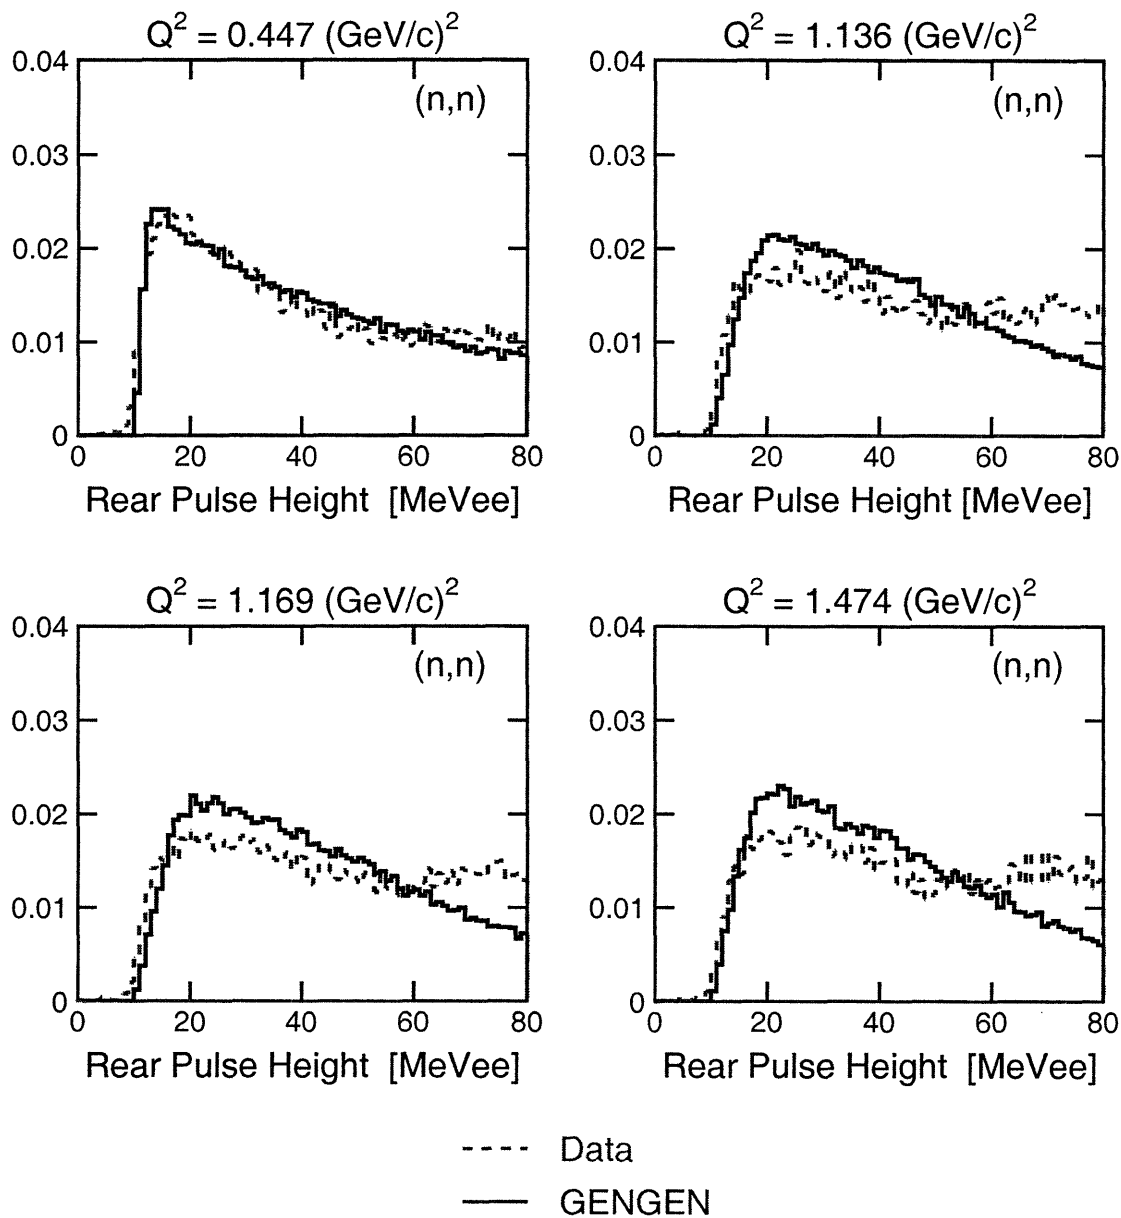 Q² = 0.447 (GeV/c)²
0.04
0.03
0.02
0.01
0
(n,n)
0 20 40 60 80
Rear Pulse Height [MeVee]
Q² = 1.136 (GeV/c)²
0.04
0.03
0.02
0.01
0
(n,n)
0 20 40 60 80
Rear Pulse Height [MeVee]
Q² = 1.169 (GeV/c)²
0.04
0.03
0.02
0.01
0
(n,n)
0 20 40 60 80
Rear Pulse Height [MeVee]
Q² = 1.474 (GeV/c)²
0.04
0.03
0.02
0.01
0
(n,n)
0 20 40 60 80
Rear Pulse Height [MeVee]
Data
GENGEN